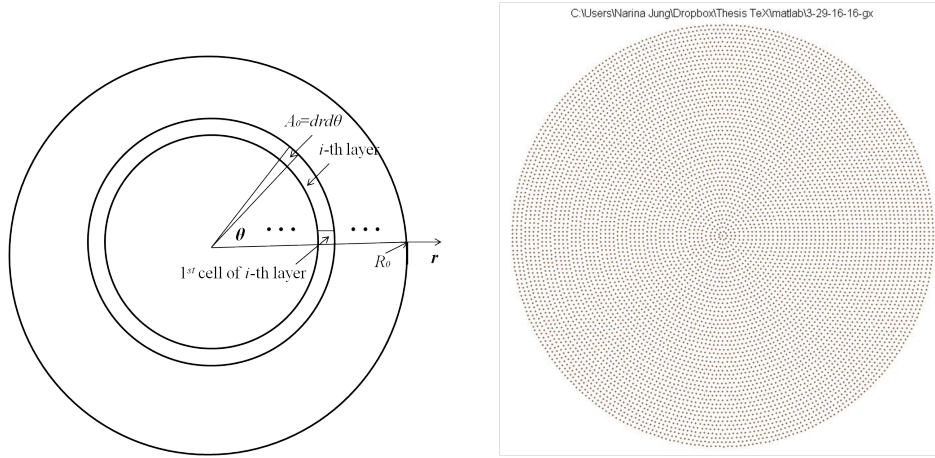 C:\Users\Narina Jung\Dropbox\Thesis TeX\matlab\3-29-16-16-gx
A₀=drdθ
i-th layer
θ
1st cell of i-th layer
R₀
r